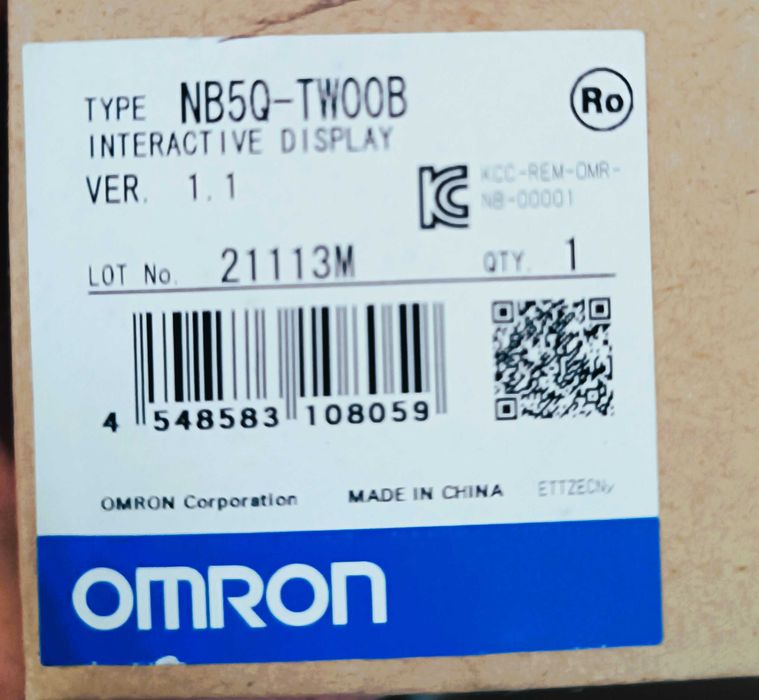 TYPE NB5Q-TW00B
Ro
INTERACTIVE DISPLAY
VER. 1.1
KCC-REM-OMR-
NB-00001
LOT No. 21113M QTY. 1
4 548583 108059
OMRON Corporation MADE IN CHINA
OMRON